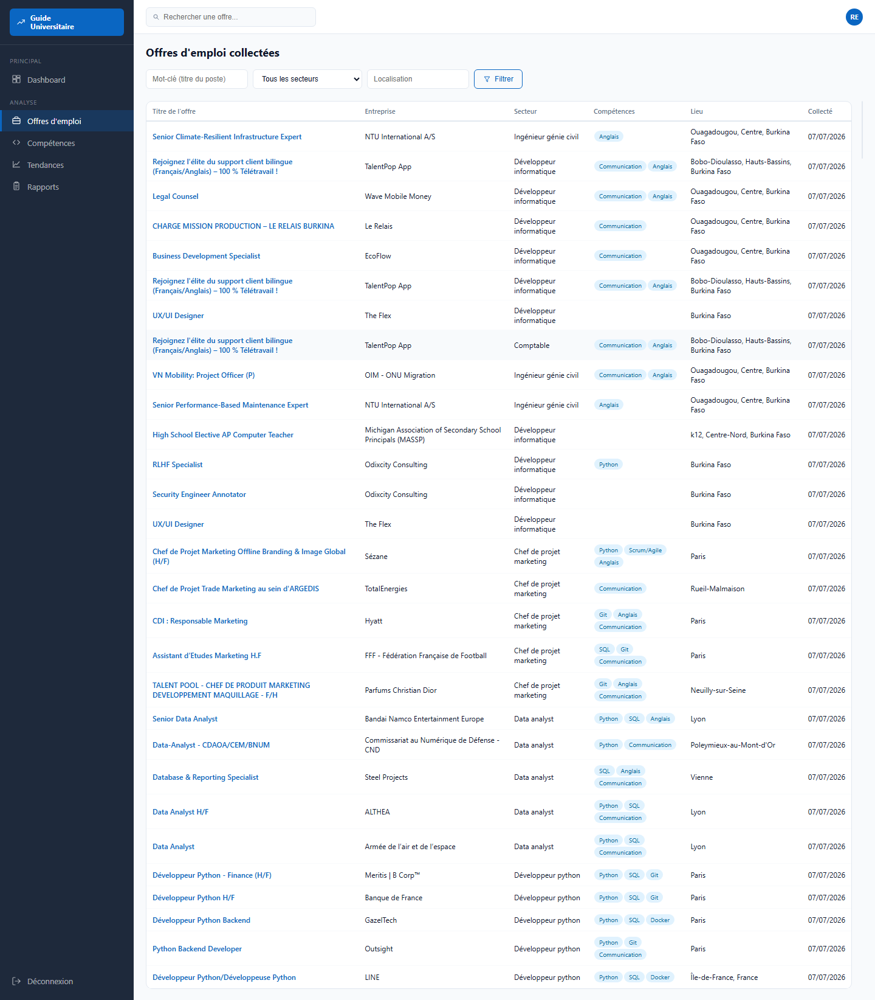 Guide
Universitaire
Rechercher une offre...
RE
PRINCIPAL
Dashboard
ANALYSE
Offres d'emploi
Compétences
Tendances
Rapports
Déconnexion
Offres d'emploi collectées
Mot-clé (titre du poste)
Tous les secteurs
Localisation
Filtrer
Titre de l'offre Entreprise Secteur Compétences Lieu Collecté
Senior Climate-Resilient Infrastructure Expert NTU International A/S Ingénieur génie civil Anglais Ouagadougou, Centre, Burkina 07/07/2026
Faso
Rejoignez l'élite du support client bilingue TalentPop App Développeur Communication Anglais Bobo-Dioulasso, Hauts-Bassins, 07/07/2026
(Français/Anglais) – 100 % Télétravail ! informatique Burkina Faso
Legal Counsel Wave Mobile Money Développeur Communication Anglais Ouagadougou, Centre, Burkina 07/07/2026
informatique Faso
CHARGE MISSION PRODUCTION – LE RELAIS BURKINA Le Relais Développeur Communication Ouagadougou, Centre, Burkina 07/07/2026
informatique Faso
Business Development Specialist EcoFlow Développeur Communication Ouagadougou, Centre, Burkina 07/07/2026
informatique Faso
Rejoignez l'élite du support client bilingue TalentPop App Développeur Communication Anglais Bobo-Dioulasso, Hauts-Bassins, 07/07/2026
(Français/Anglais) – 100 % Télétravail ! informatique Burkina Faso
UX/UI Designer The Flex Développeur Burkina Faso 07/07/2026
informatique
Rejoignez l'élite du support client bilingue TalentPop App Comptable Communication Anglais Bobo-Dioulasso, Hauts-Bassins, 07/07/2026
(Français/Anglais) – 100 % Télétravail ! Burkina Faso
VN Mobility: Project Officer (P) OIM - ONU Migration Ingénieur génie civil Communication Anglais Ouagadougou, Centre, Burkina 07/07/2026
Faso
Senior Performance-Based Maintenance Expert NTU International A/S Ingénieur génie civil Anglais Ouagadougou, Centre, Burkina 07/07/2026
Faso
High School Elective AP Computer Teacher Michigan Association of Secondary School Développeur k12, Centre-Nord, Burkina Faso 07/07/2026
Principals (MASSP) informatique
RLHF Specialist Odixcity Consulting Développeur Python Burkina Faso 07/07/2026
informatique
Security Engineer Annotator Odixcity Consulting Développeur Burkina Faso 07/07/2026
informatique
UX/UI Designer The Flex Développeur Burkina Faso 07/07/2026
informatique
Chef de Projet Marketing Offline Branding & Image Global Sézane Chef de projet Python Scrum/Agile Paris 07/07/2026
(H/F) marketing Anglais
Chef de Projet Trade Marketing au sein d'ARGEDIS TotalEnergies Chef de projet Communication Rueil-Malmaison 07/07/2026
marketing
CDI : Responsable Marketing Hyatt Chef de projet Git Anglais Paris 07/07/2026
marketing Communication
Assistant d'Etudes Marketing H.F FFF - Fédération Française de Football Chef de projet SQL Git Paris 07/07/2026
marketing Communication
TALENT POOL - CHEF DE PRODUIT MARKETING Parfums Christian Dior Chef de projet Git Anglais Neuilly-sur-Seine 07/07/2026
DEVELOPPEMENT MAQUILLAGE - F/H marketing Communication
Senior Data Analyst Bandai Namco Entertainment Europe Data analyst Python SQL Anglais Lyon 07/07/2026
Data-Analyst - CDAOA/CEM/BNUM Commissariat au Numérique de Défense - Data analyst Python Communication Poleymieux-au-Mont-d'Or 07/07/2026
CND
Database & Reporting Specialist Steel Projects Data analyst SQL Anglais Vienne 07/07/2026
Communication
Data Analyst H/F ALTHEA Data analyst Python SQL Lyon 07/07/2026
Communication
Data Analyst Armée de l'air et de l'espace Data analyst Python SQL Lyon 07/07/2026
Communication
Développeur Python - Finance (H/F) Meritis | B Corp™ Développeur python Python SQL Git Paris 07/07/2026
Développeur Python H/F Banque de France Développeur python Python SQL Git Paris 07/07/2026
Développeur Python Backend GazelTech Développeur python Python SQL Docker Paris 07/07/2026
Python Backend Developer Outsight Développeur python Python Git Paris 07/07/2026
Communication
Développeur Python/Développeuse Python LINE Développeur python Python SQL Docker Île-de-France, France 07/07/2026